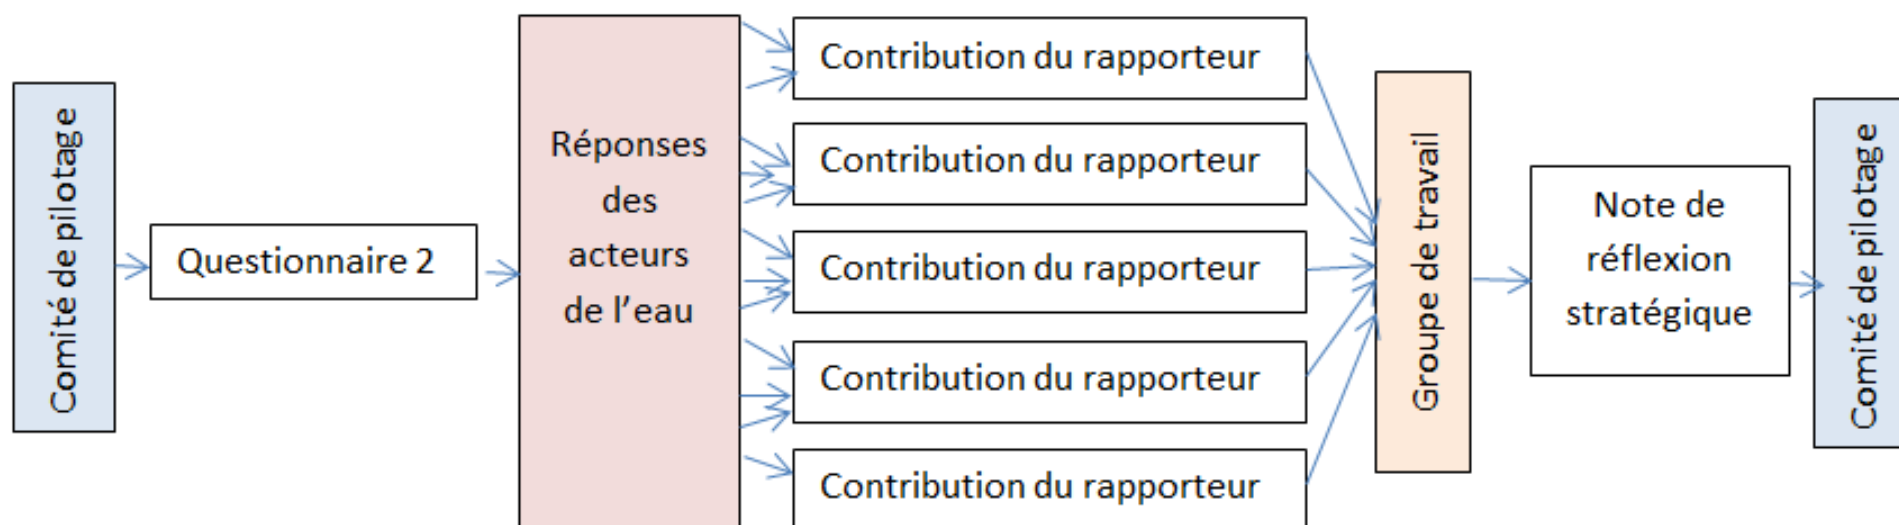 Comité de pilotage
Questionnaire 2
Réponses
des
acteurs
de l’eau
Contribution du rapporteur
Contribution du rapporteur
Contribution du rapporteur
Contribution du rapporteur
Contribution du rapporteur
Groupe de travail
Note de
réflexion
stratégique
Comité de pilotage